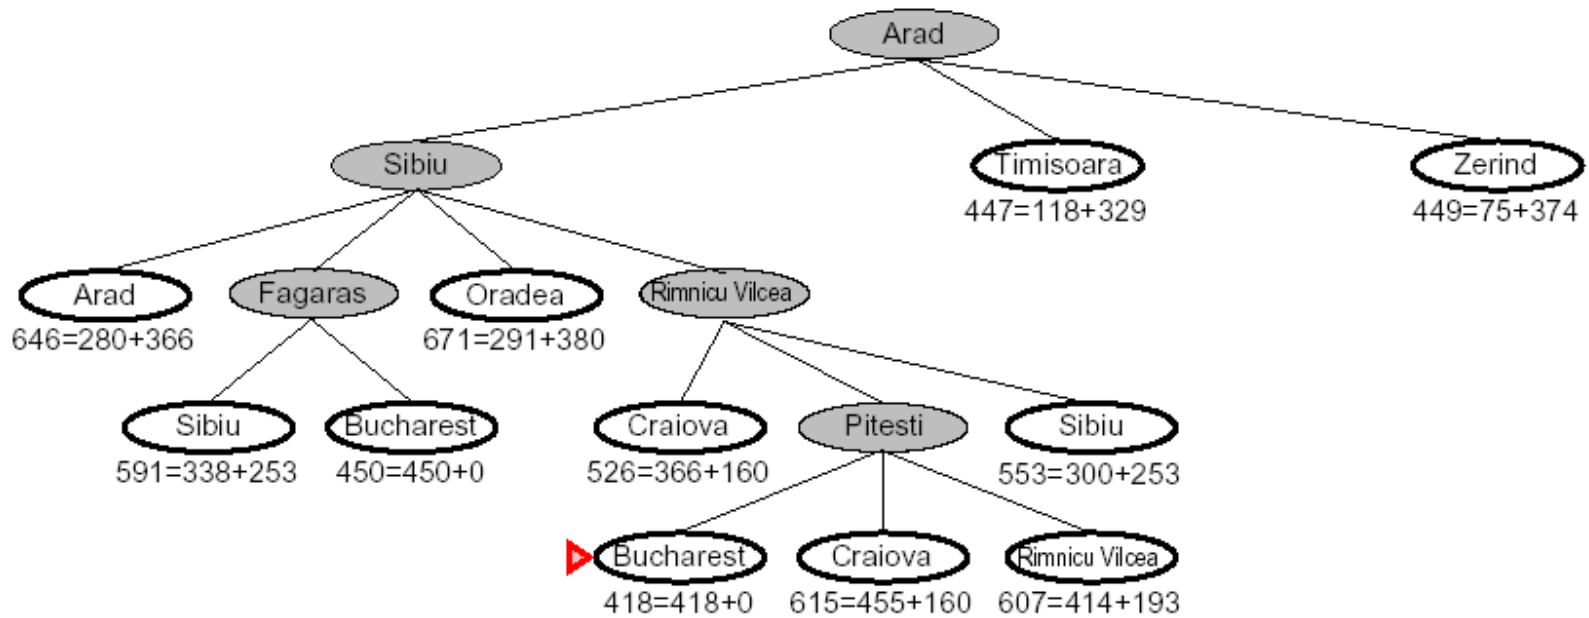 Arad
Sibiu
Timisoara
Zerind
447=118+329
449=75+374
Arad
Fagaras
Oradea
Rimnicu Vilcea
646=280+366
671=291+380
Sibiu
Bucharest
Craiova
Pitesti
Sibiu
591=338+253
450=450+0
526=366+160
553=300+253
Bucharest
Craiova
Rimnicu Vilcea
418=418+0
615=455+160
607=414+193